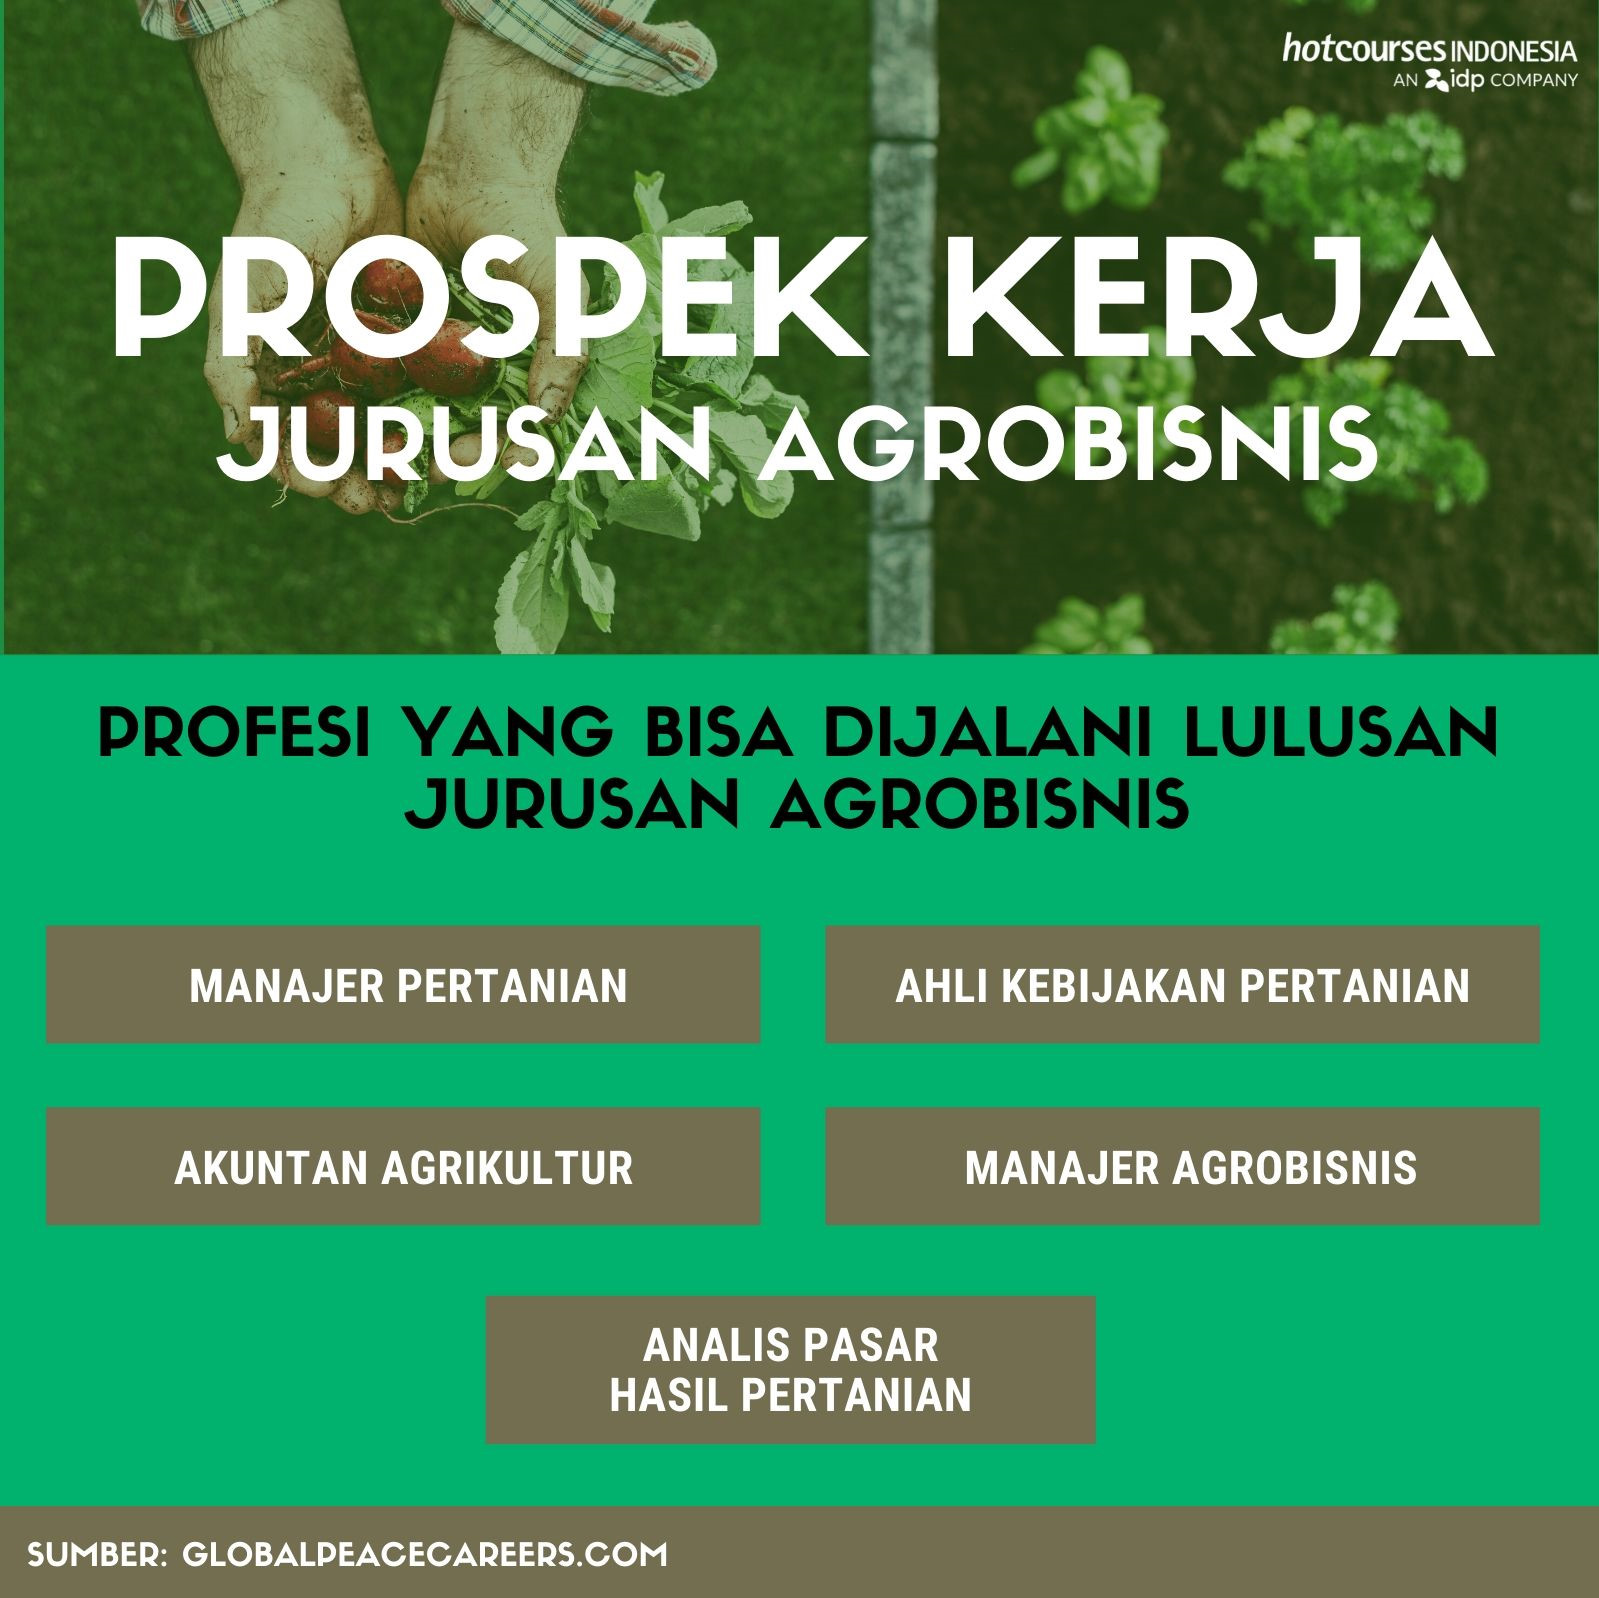 hotcourses INDONESIA
AN idp COMPANY
PROSPEK KERJA
JURUSAN AGROBISNIS
PROFESI YANG BISA DIJALANI LULUSAN
JURUSAN AGROBISNIS
MANAJER PERTANIAN
AHLI KEBIJAKAN PERTANIAN
AKUNTAN AGRIKULTUR
MANAJER AGROBISNIS
ANALIS PASAR
HASIL PERTANIAN
SUMBER: GLOBALPEACECAREERS.COM